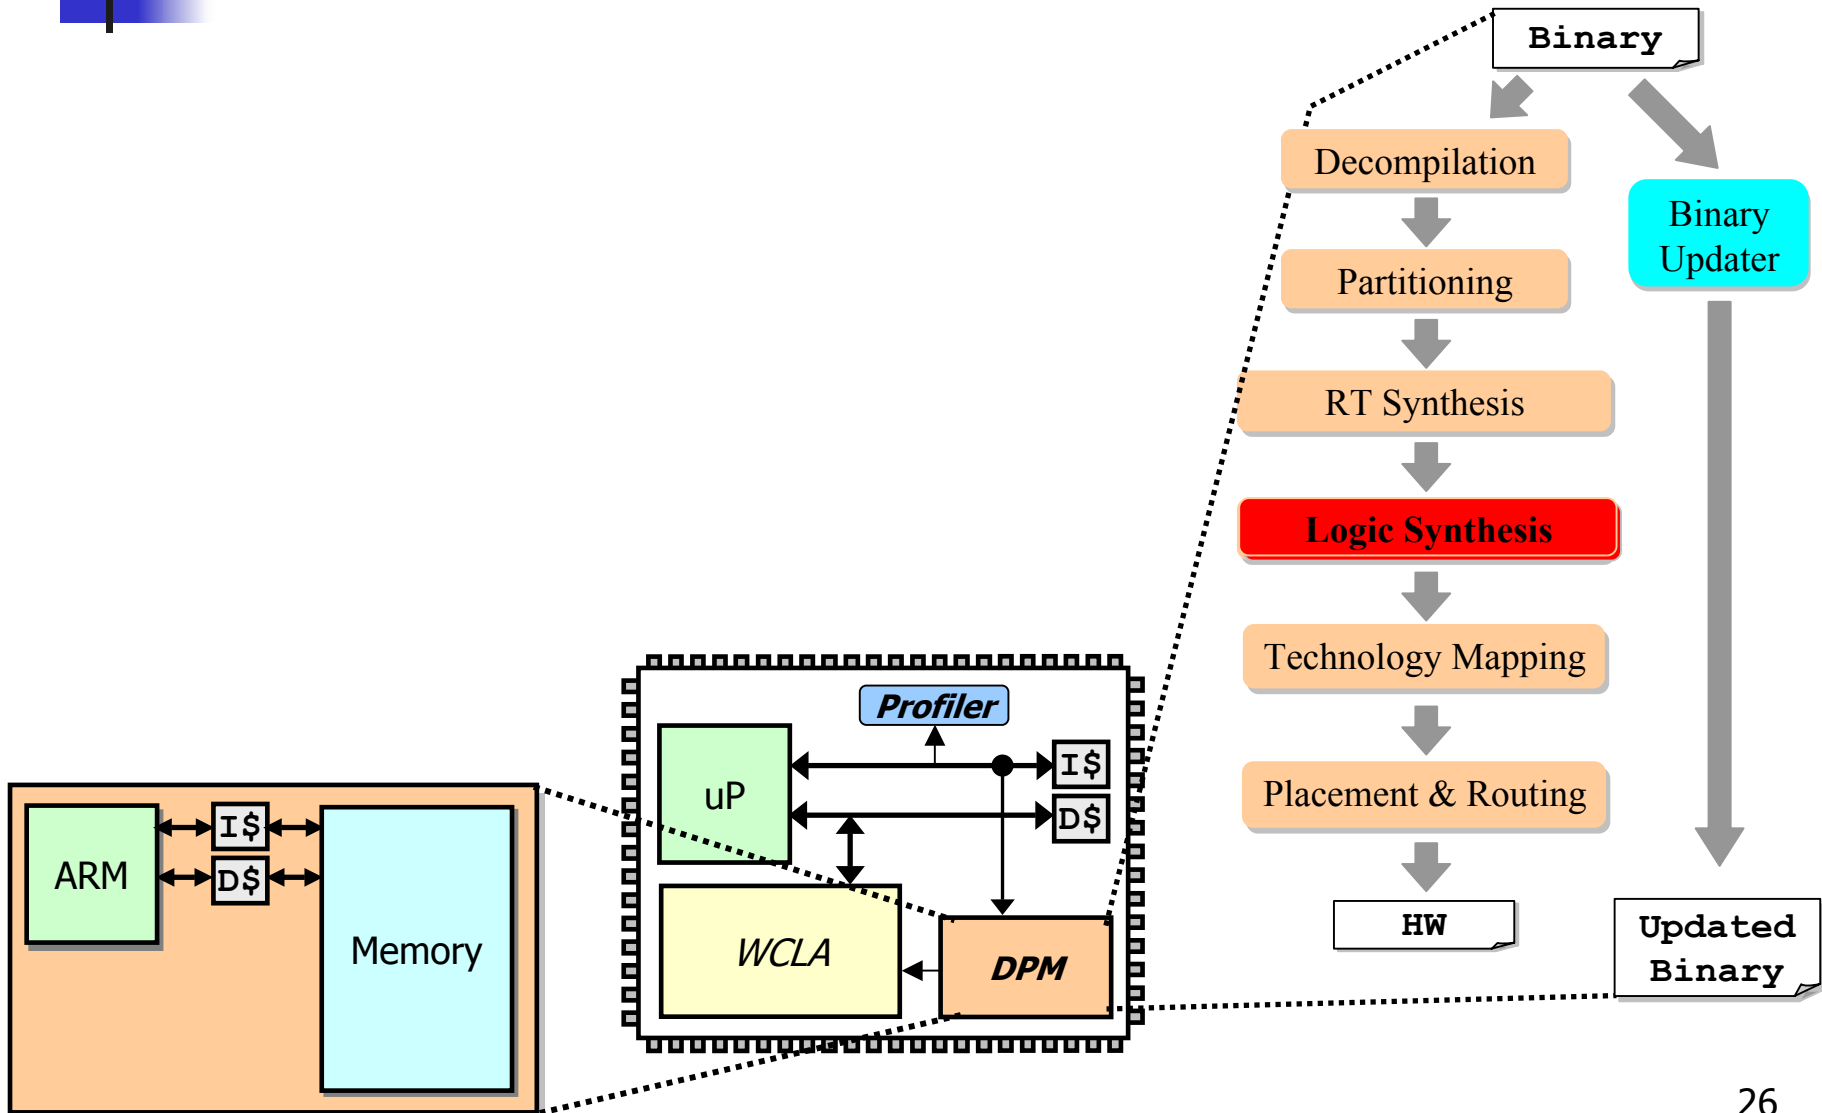 Binary
Decompilation
Binary
Updater
Partitioning
RT Synthesis
Logic Synthesis
Technology Mapping
Placement & Routing
HW
Updated
Binary
Profiler
uP
I$
D$
WCLA
DPM
ARM
I$
D$
Memory
26